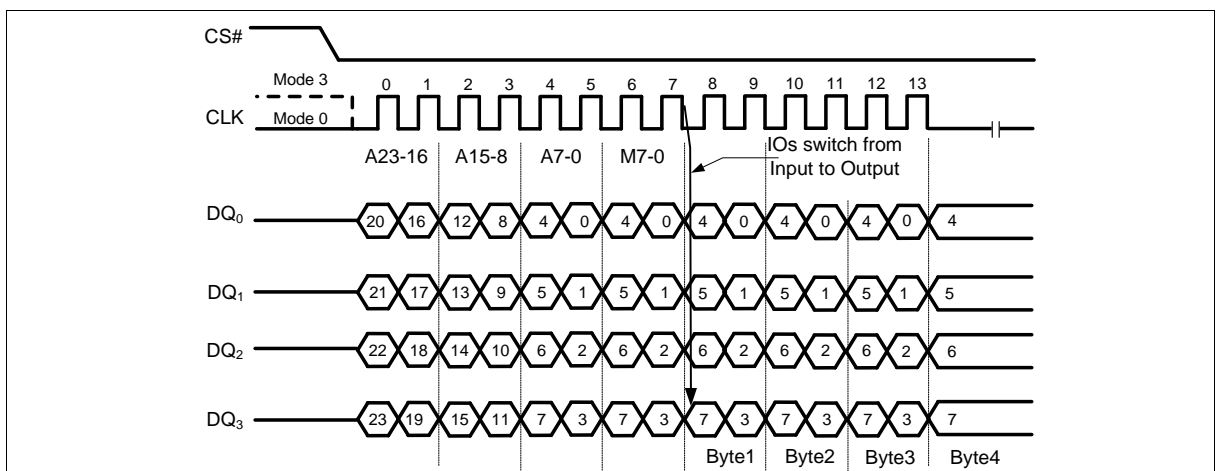 CS#
Mode 3
0 1 2 3 4 5 6 7 8 9 10 11 12 13
CLK
Mode 0
A23-16 A15-8 A7-0 M7-0
IOs switch from
Input to Output
DQ0 20 16 12 8 4 0 4 0 4 0 4 0 4 0 4
DQ1 21 17 13 9 5 1 5 1 5 1 5 1 5 1 5
DQ2 22 18 14 10 6 2 6 2 6 2 6 2 6 2 6
DQ3 23 19 15 11 7 3 7 3 7 3 7 3 7 3 7
Byte1 Byte2 Byte3 Byte4